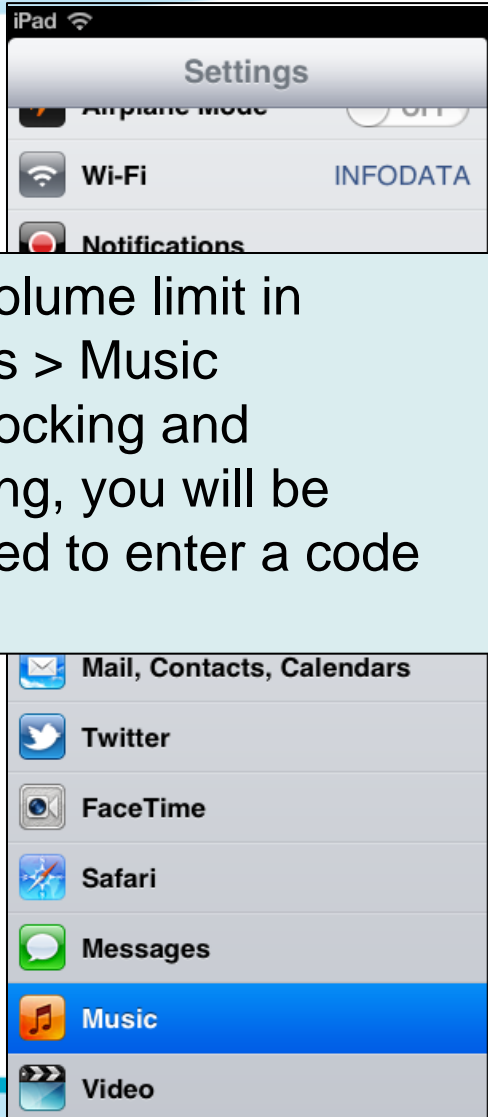 iPad
Settings
Airplane Mode OFF
Wi-Fi INFODATA
Notifications
olume limit in
s > Music
ocking and
ng, you will be
ed to enter a code
Mail, Contacts, Calendars
Twitter
FaceTime
Safari
Messages
Music
Video